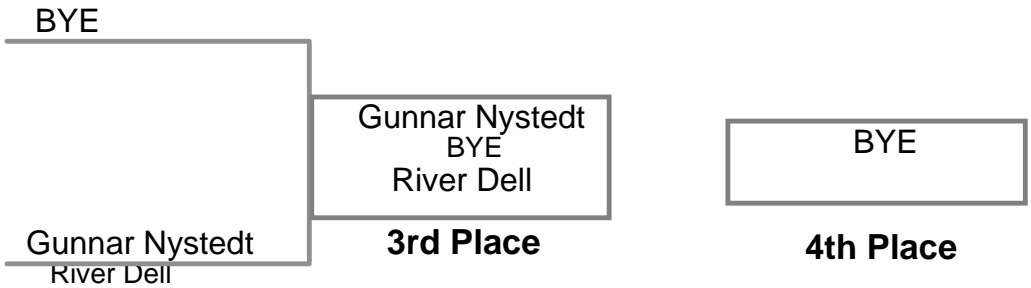 BYE
Gunnar Nystedt
BYE
River Dell
3rd Place
BYE
4th Place
Gunnar Nystedt
River Dell